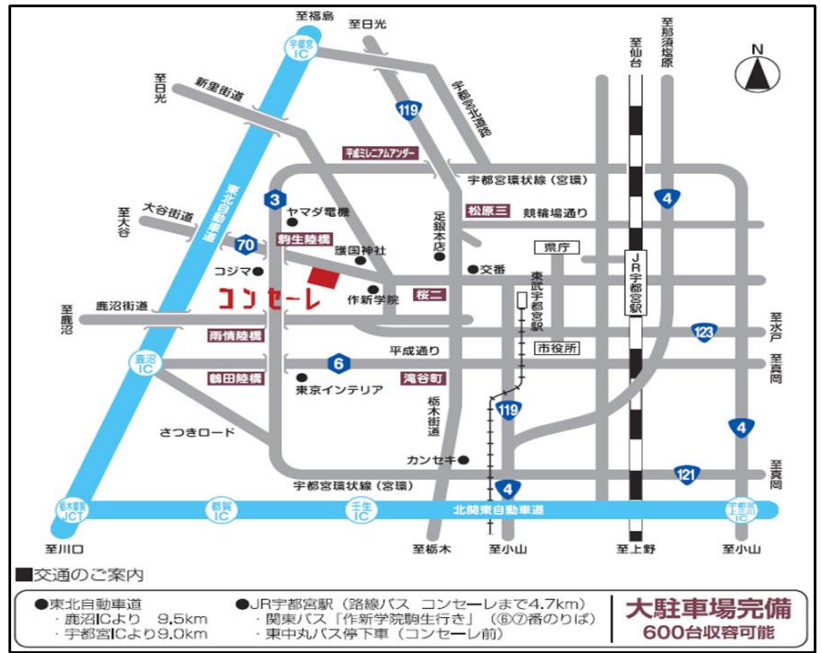 至福島
至日光
至仙台
至那須塩原
宇都宮
IC
N
至日光
新里街道
119
宇都宮北道路
平成ミレニアムアンダー
宇都宮環状線（宮環）
東北自動車道
3
4
ヤマダ電機
松原三
競輪場通り
至大谷
大谷街道
足銀本店
70
駒生陸橋
護国神社
県庁
JR宇都宮駅
コジマ
交番
コンセーレ
作新学院
桜二
東武宇都宮駅
至鹿沼
鹿沼街道
雨情陸橋
123
至水戸
平成通り
市役所
鹿沼
IC
6
至真岡
鶴田陸橋
東京インテリア
滝谷町
栃木街道
119
さつきロード
4
カンセキ
至真岡
宇都宮環状線（宮環）
4
121
栃木都賀
JCT
都賀
IC
壬生
IC
北関東自動車道
宇都宮
上三川
IC
至川口
至栃木
至小山
至上野
至小山
■交通のご案内
●東北自動車道
・鹿沼ICより 9.5km
・宇都宮ICより9.0km
●JR宇都宮駅（路線バス コンセーレまで4.7km）
・関東バス「作新学院駒生行き」（⑥⑦番のりば）
・東中丸バス停下車（コンセーレ前）
大駐車場完備
600台収容可能